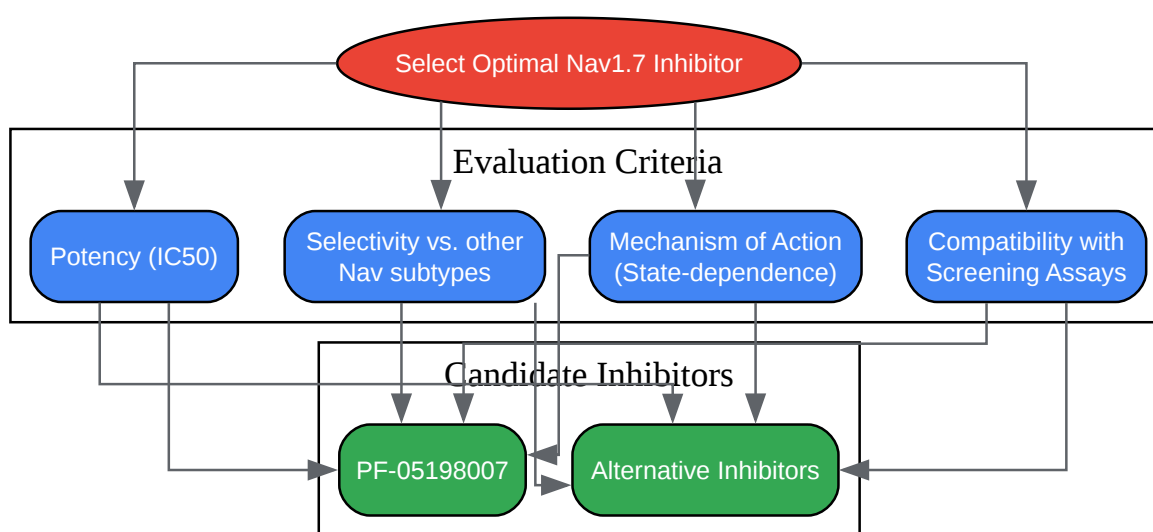 Select Optimal Nav1.7 Inhibitor
Evaluation Criteria
Potency (IC50)
Selectivity vs. other
Nav subtypes
Mechanism of Action
(State-dependence)
Compatibility with
Screening Assays
Candidate Inhibitors
PF-05198007
Alternative Inhibitors